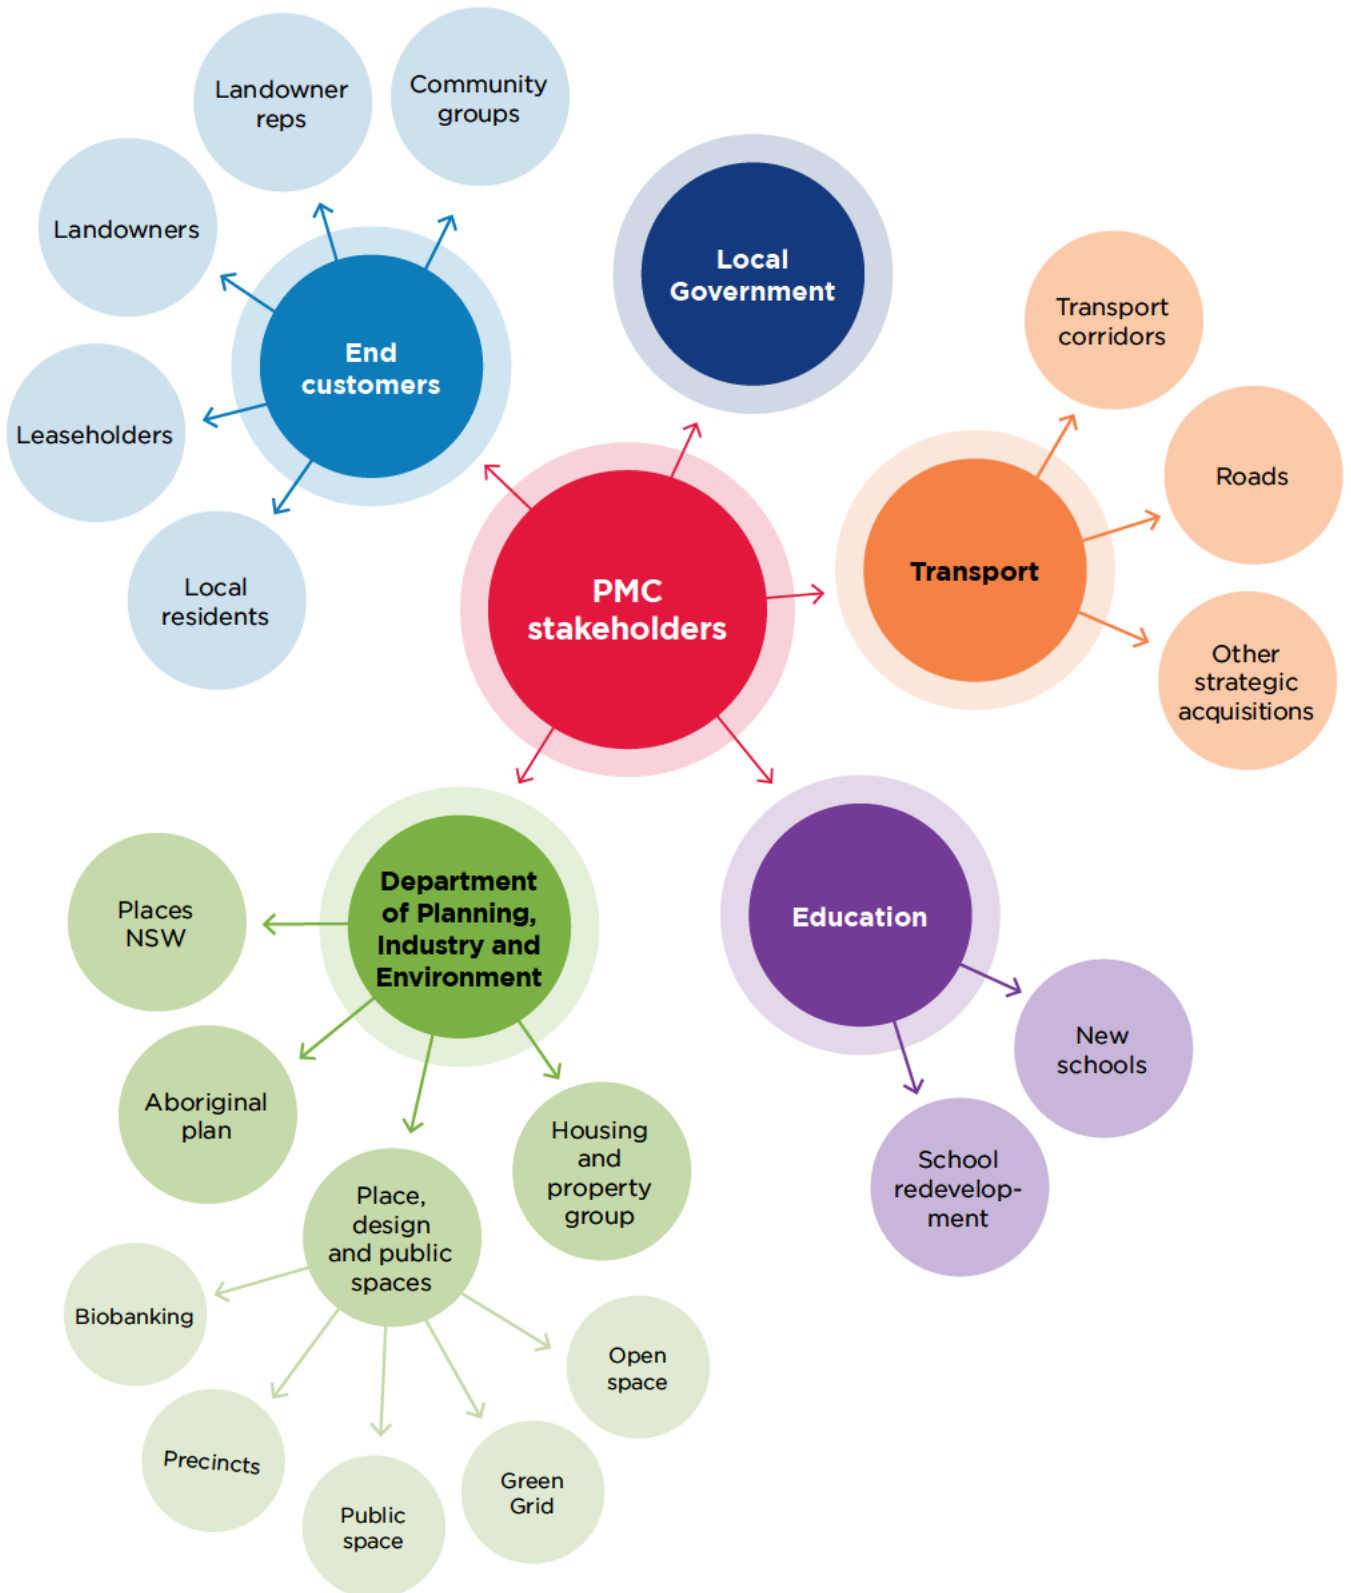 Landowner
reps
Community
groups
Landowners
Local
Government
End
customers
Transport
corridors
Leaseholders
Roads
Local
residents
PMC
stakeholders
Transport
Other
strategic
acquisitions
Department
of Planning,
Industry and
Environment
Places
NSW
Education
Aboriginal
plan
New
schools
Housing
and
property
group
Place,
design
and public
spaces
School
redevelop-
ment
Biobanking
Open
space
Precincts
Green
Grid
Public
space